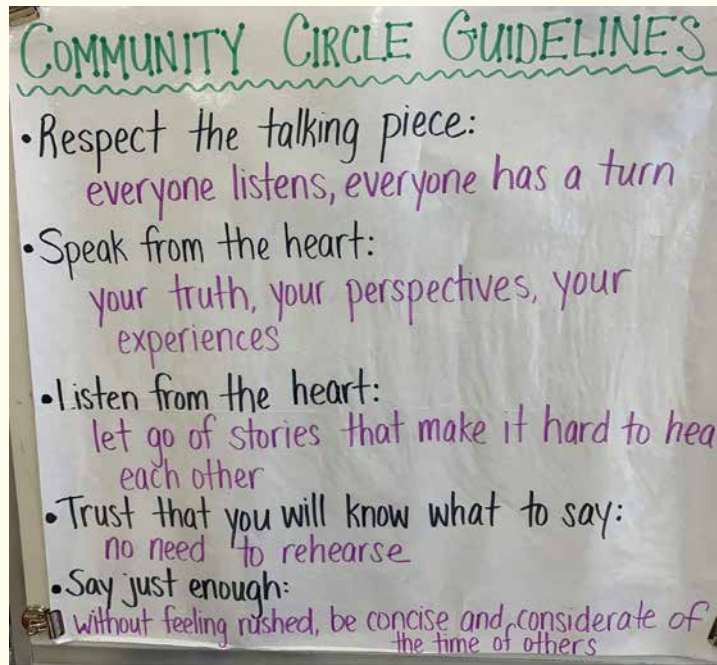 COMMUNITY CIRCLE GUIDELINES
• Respect the talking piece:
everyone listens, everyone has a turn
• Speak from the heart:
your truth, your perspectives, your
experiences
• Listen from the heart:
let go of stories that make it hard to hea
each other
• Trust that you will know what to say:
no need to rehearse
• Say just enough:
without feeling rushed, be concise and considerate of
the time of others